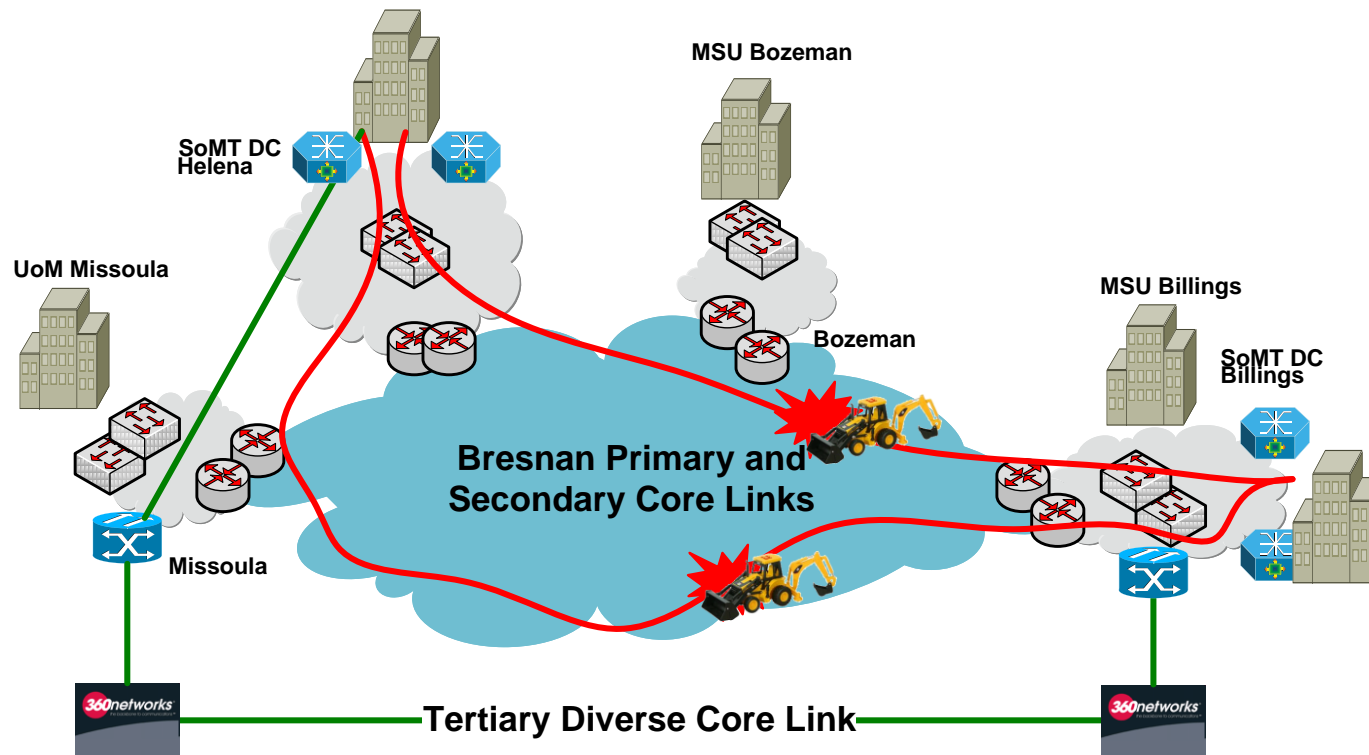 MSU Bozeman
SoMT DC
Helena
UoM Missoula
MSU Billings
Bozeman
SoMT DC
Billings
Bresnan Primary and
Secondary Core Links
Missoula
360networks
360networks
Tertiary Diverse Core Link